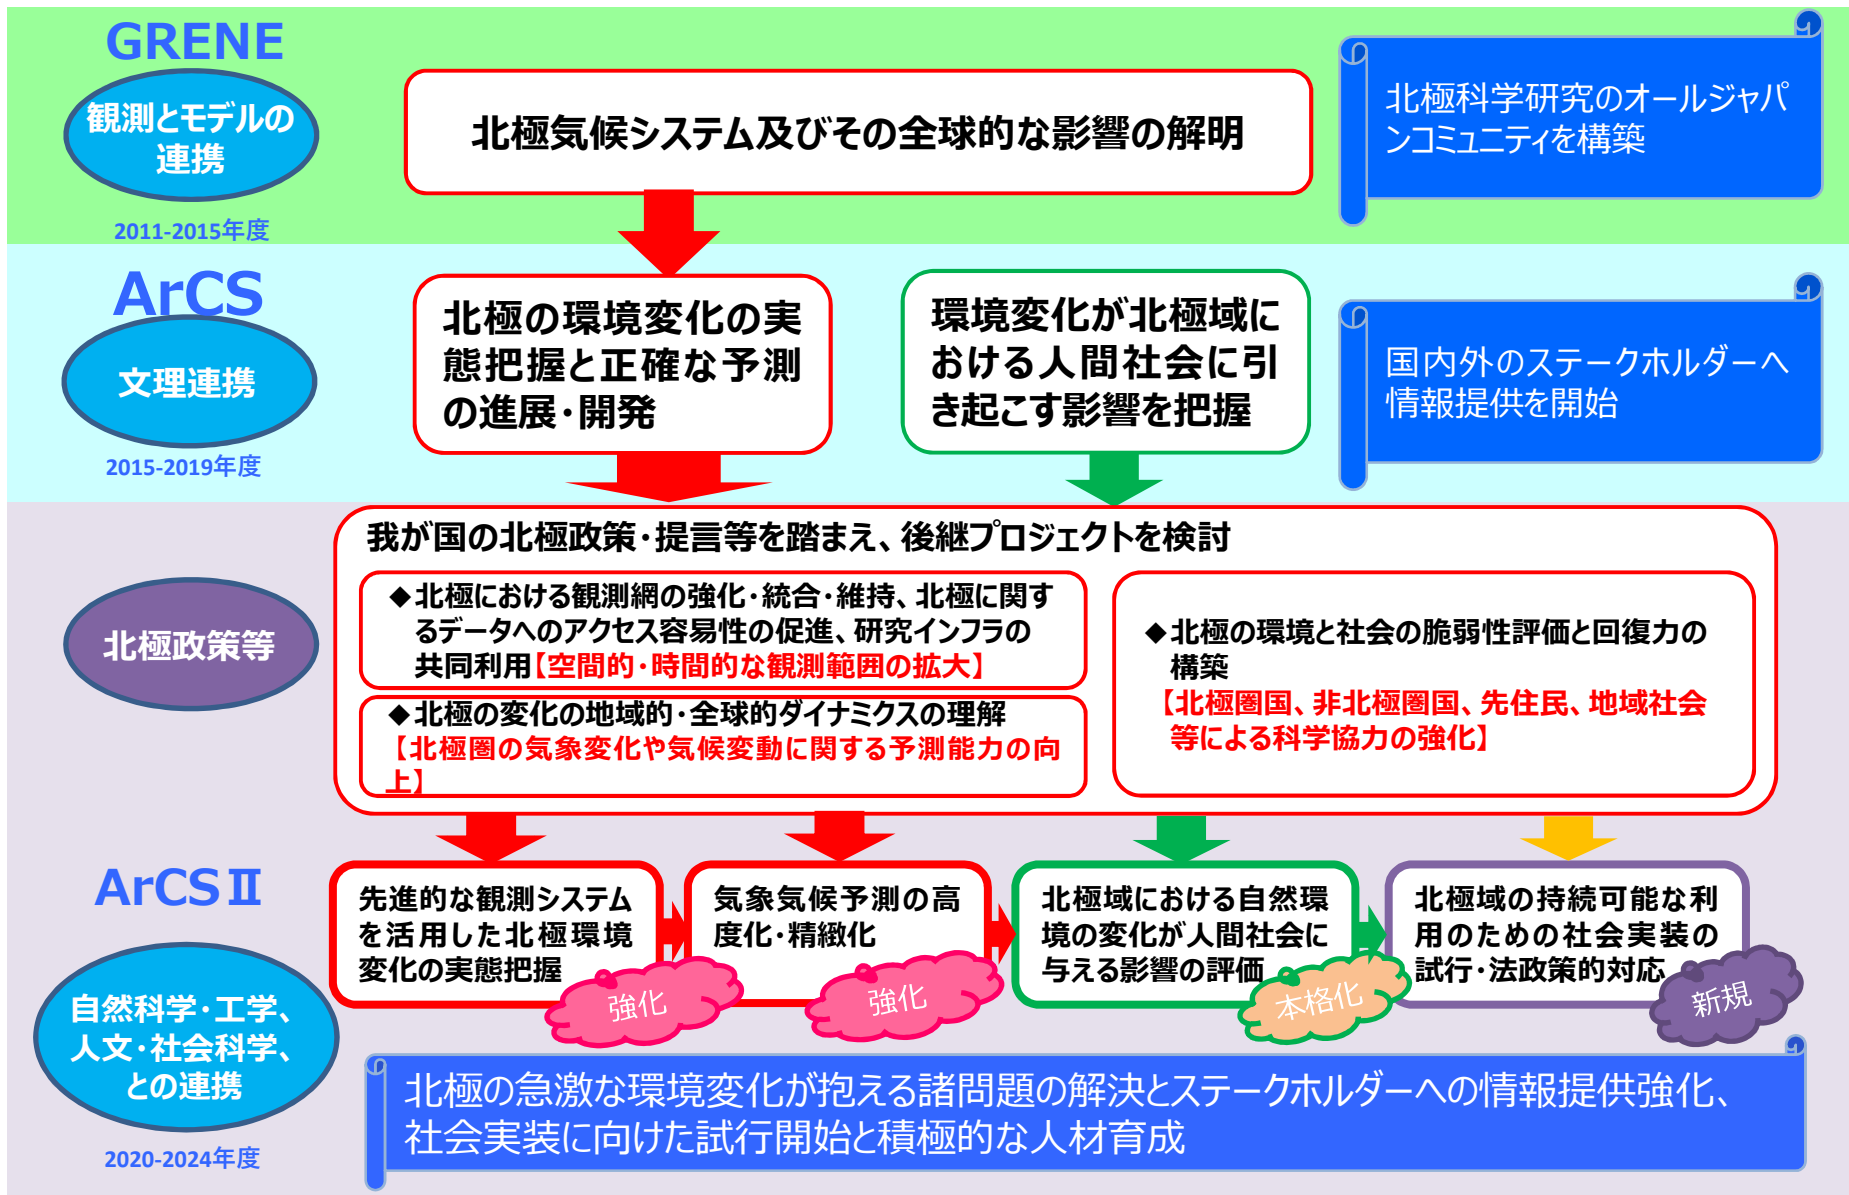 GRENE
観測とモデルの
連携
2011-2015年度
北極気候システム及びその全球的な影響の解明
北極科学研究のオールジャパ
ンコミュニティを構築
ArCS
文理連携
2015-2019年度
北極の環境変化の実
態把握と正確な予測
の進展・開発
環境変化が北極域に
おける人間社会に引
き起こす影響を把握
国内外のステークホルダーへ
情報提供を開始
北極政策等
我が国の北極政策・提言等を踏まえ、後継プロジェクトを検討
◆北極における観測網の強化・統合・維持、北極に関す
るデータへのアクセス容易性の促進、研究インフラの
共同利用【空間的・時間的な観測範囲の拡大】
◆北極の変化の地域的・全球的ダイナミクスの理解
【北極圏の気象変化や気候変動に関する予測能力の向
上】
◆北極の環境と社会の脆弱性評価と回復力の
構築
【北極圏国、非北極圏国、先住民、地域社会
等による科学協力の強化】
ArCSⅡ
自然科学・工学、
人文・社会科学、
との連携
2020-2024年度
先進的な観測システム
を活用した北極環境
変化の実態把握
強化
気象気候予測の高
度化・精緻化
強化
北極域における自然環
境の変化が人間社会に
与える影響の評価
本格化
北極域の持続可能な利
用のための社会実装の
試行・法政策的対応
新規
北極の急激な環境変化が抱える諸問題の解決とステークホルダーへの情報提供強化、
社会実装に向けた試行開始と積極的な人材育成